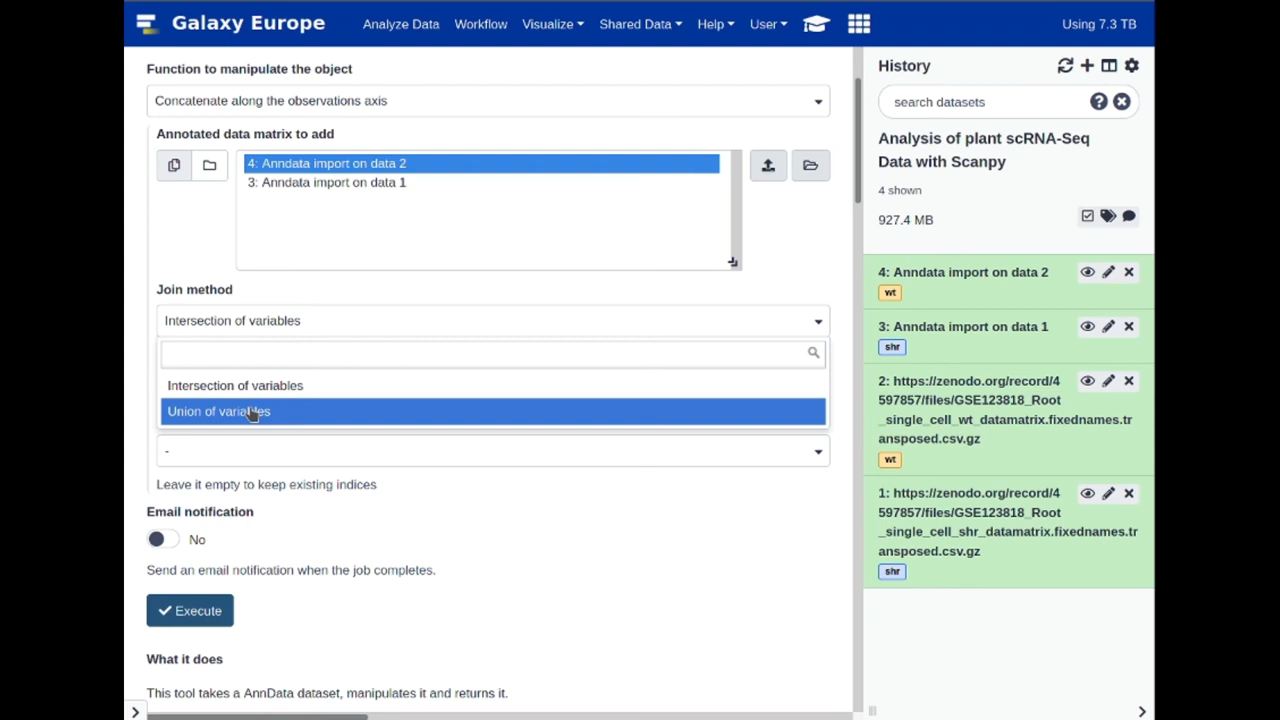 Galaxy Europe
Analyze Data Workflow Visualize Shared Data Help User Using 7.3 TB
Function to manipulate the object
Concatenate along the observations axis
Annotated data matrix to add
4: Anndata import on data 2
3: Anndata import on data 1
Join method
Intersection of variables
Intersection of variables
Union of variables
-
Leave it empty to keep existing indices
Email notification
No
Send an email notification when the job completes.
Execute
What it does
This tool takes a AnnData dataset, manipulates it and returns it.
History
search datasets
Analysis of plant scRNA-Seq
Data with Scanpy
4 shown
927.4 MB
4: Anndata import on data 2
wt
3: Anndata import on data 1
shr
2: https://zenodo.org/record/4
597857/files/GSE123818_Root
_single_cell_wt_datamatrix.fixednames.tr
ansposed.csv.gz
wt
1: https://zenodo.org/record/4
597857/files/GSE123818_Root
_single_cell_shr_datamatrix.fixednames.tr
ansposed.csv.gz
shr